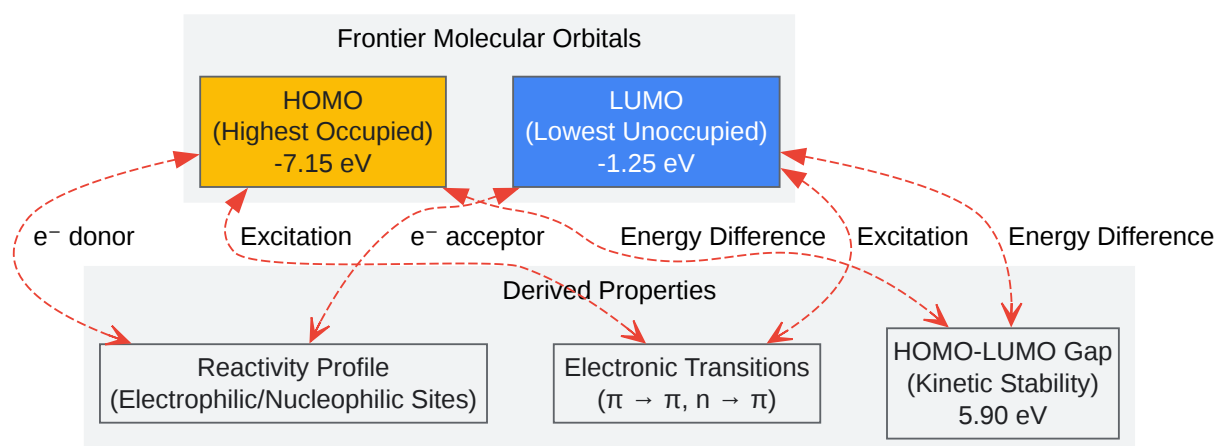 Frontier Molecular Orbitals
HOMO
(Highest Occupied)
-7.15 eV
LUMO
(Lowest Unoccupied)
-1.25 eV
e⁻ donor
Excitation
e⁻ acceptor
Energy Difference
Excitation
Energy Difference
Derived Properties
Reactivity Profile
(Electrophilic/Nucleophilic Sites)
Electronic Transitions
(π → π, n → π)
HOMO-LUMO Gap
(Kinetic Stability)
5.90 eV